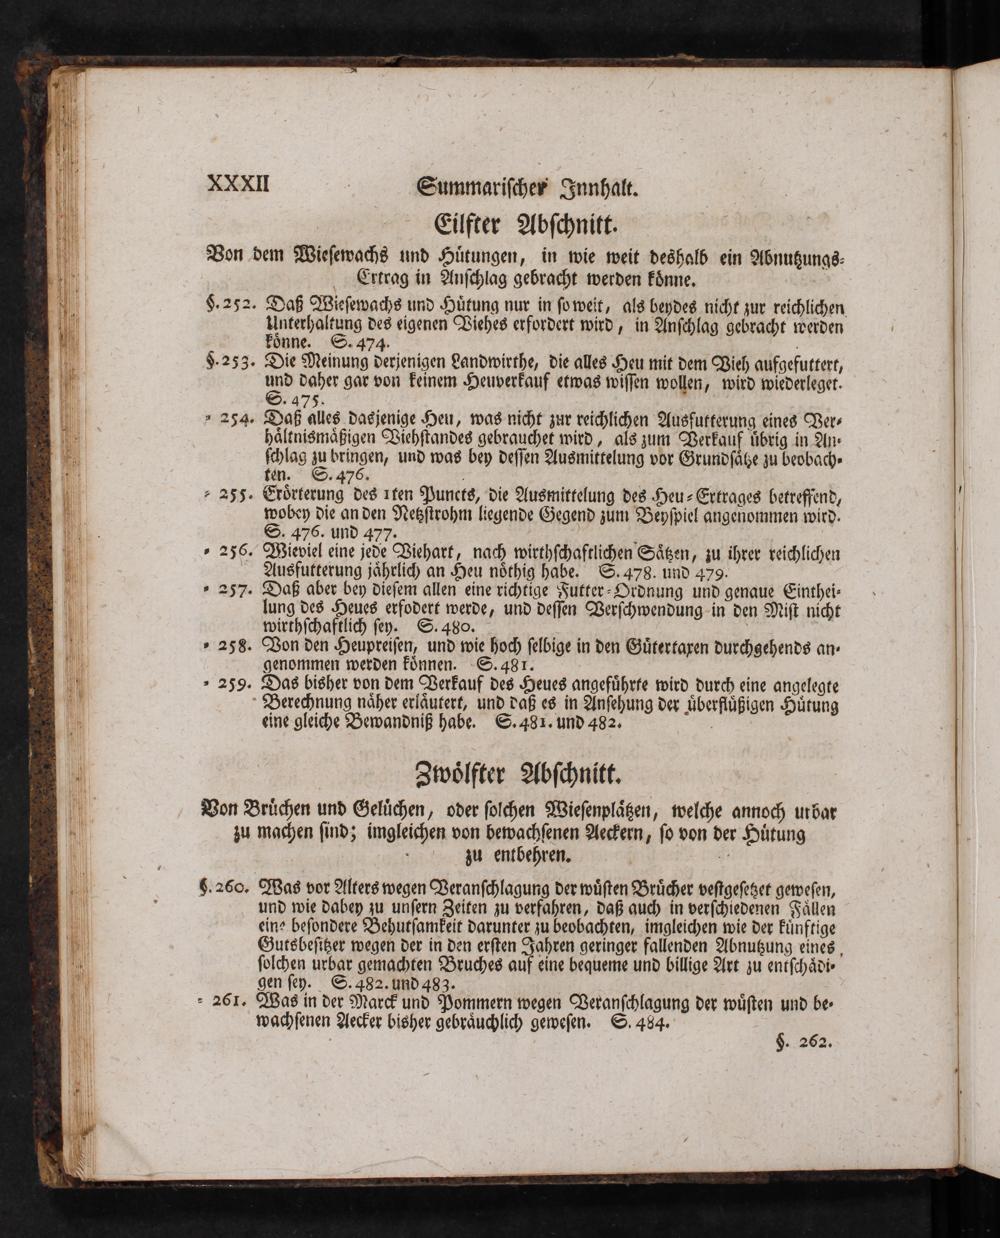 XXXII Summarischer Innhalt.
Eilfter Abschnitt.
Von dem Wiesewachs und Hütungen, in wie weit deshalb ein Abnutzungs-
Ertrag in Anschlag gebracht werden könne.
§. 252. Daß Wiesewachs und Hütung nur in so weit, als beydes nicht zur reichlichen
Unterhaltung des eigenen Viehes erfordert wird, in Anschlag gebracht werden
könne. S. 474.
§. 253. Die Meinung derjenigen Landwirthe, die alles Heu mit dem Vieh aufgefuttert,
und daher gar von keinem Heuverkauf etwas wissen wollen, wird wiederleget.
S. 475.
= 254. Daß alles dasjenige Heu, was nicht zur reichlichen Ausfutterung eines Ver-
hältnismäßigen Viehstandes gebrauchet wird, als zum Verkauf übrig in An-
schlag zu bringen, und was bey dessen Ausmittelung vor Grundsätze zu beobach-
ten. S. 476.
= 255. Erörterung des 1ten Puncts, die Ausmittelung des Heu-Ertrages betreffend,
wobey die an den Netzstrohm liegende Gegend zum Beyspiel angenommen wird.
S. 476. und 477.
= 256. Wieviel eine jede Viehart, nach wirthschaftlichen Sätzen, zu ihrer reichlichen
Ausfutterung jährlich an Heu nöthig habe. S. 478. und 479.
= 257. Daß aber bey diesem allen eine richtige Futter-Ordnung und genaue Einthei-
lung des Heues erfodert werde, und dessen Verschwendung in den Mist nicht
wirthschaftlich sey. S. 480.
= 258. Von den Heupreisen, und wie hoch selbige in den Gütertaxen durchgehends an-
genommen werden können. S. 481.
= 259. Das bisher von dem Verkauf des Heues angeführte wird durch eine angelegte
Berechnung näher erläutert, und daß es in Ansehung der überflüßigen Hütung
eine gleiche Bewandniß habe. S. 481. und 482.
Zwölfter Abschnitt.
Von Brüchen und Gelüchen, oder solchen Wiesenplätzen, welche annoch urbar
zu machen sind; imgleichen von bewachsenen Aeckern, so von der Hütung
zu entbehren.
§. 260. Was vor Alters wegen Veranschlagung der wüsten Brücher vestgesetzet gewesen,
und wie dabey zu unsern Zeiten zu verfahren, daß auch in verschiedenen Fällen
eine besondere Behutsamkeit darunter zu beobachten, imgleichen wie der künftige
Gutsbesitzer wegen der in den ersten Jahren geringer fallenden Abnutzung eines
solchen urbar gemachten Bruches auf eine bequeme und billige Art zu entschädi-
gen sey. S. 482. und 483.
= 261. Was in der Marck und Pommern wegen Veranschlagung der wüsten und be-
wachsenen Aecker bisher gebräuchlich gewesen. S. 484.
§. 262.